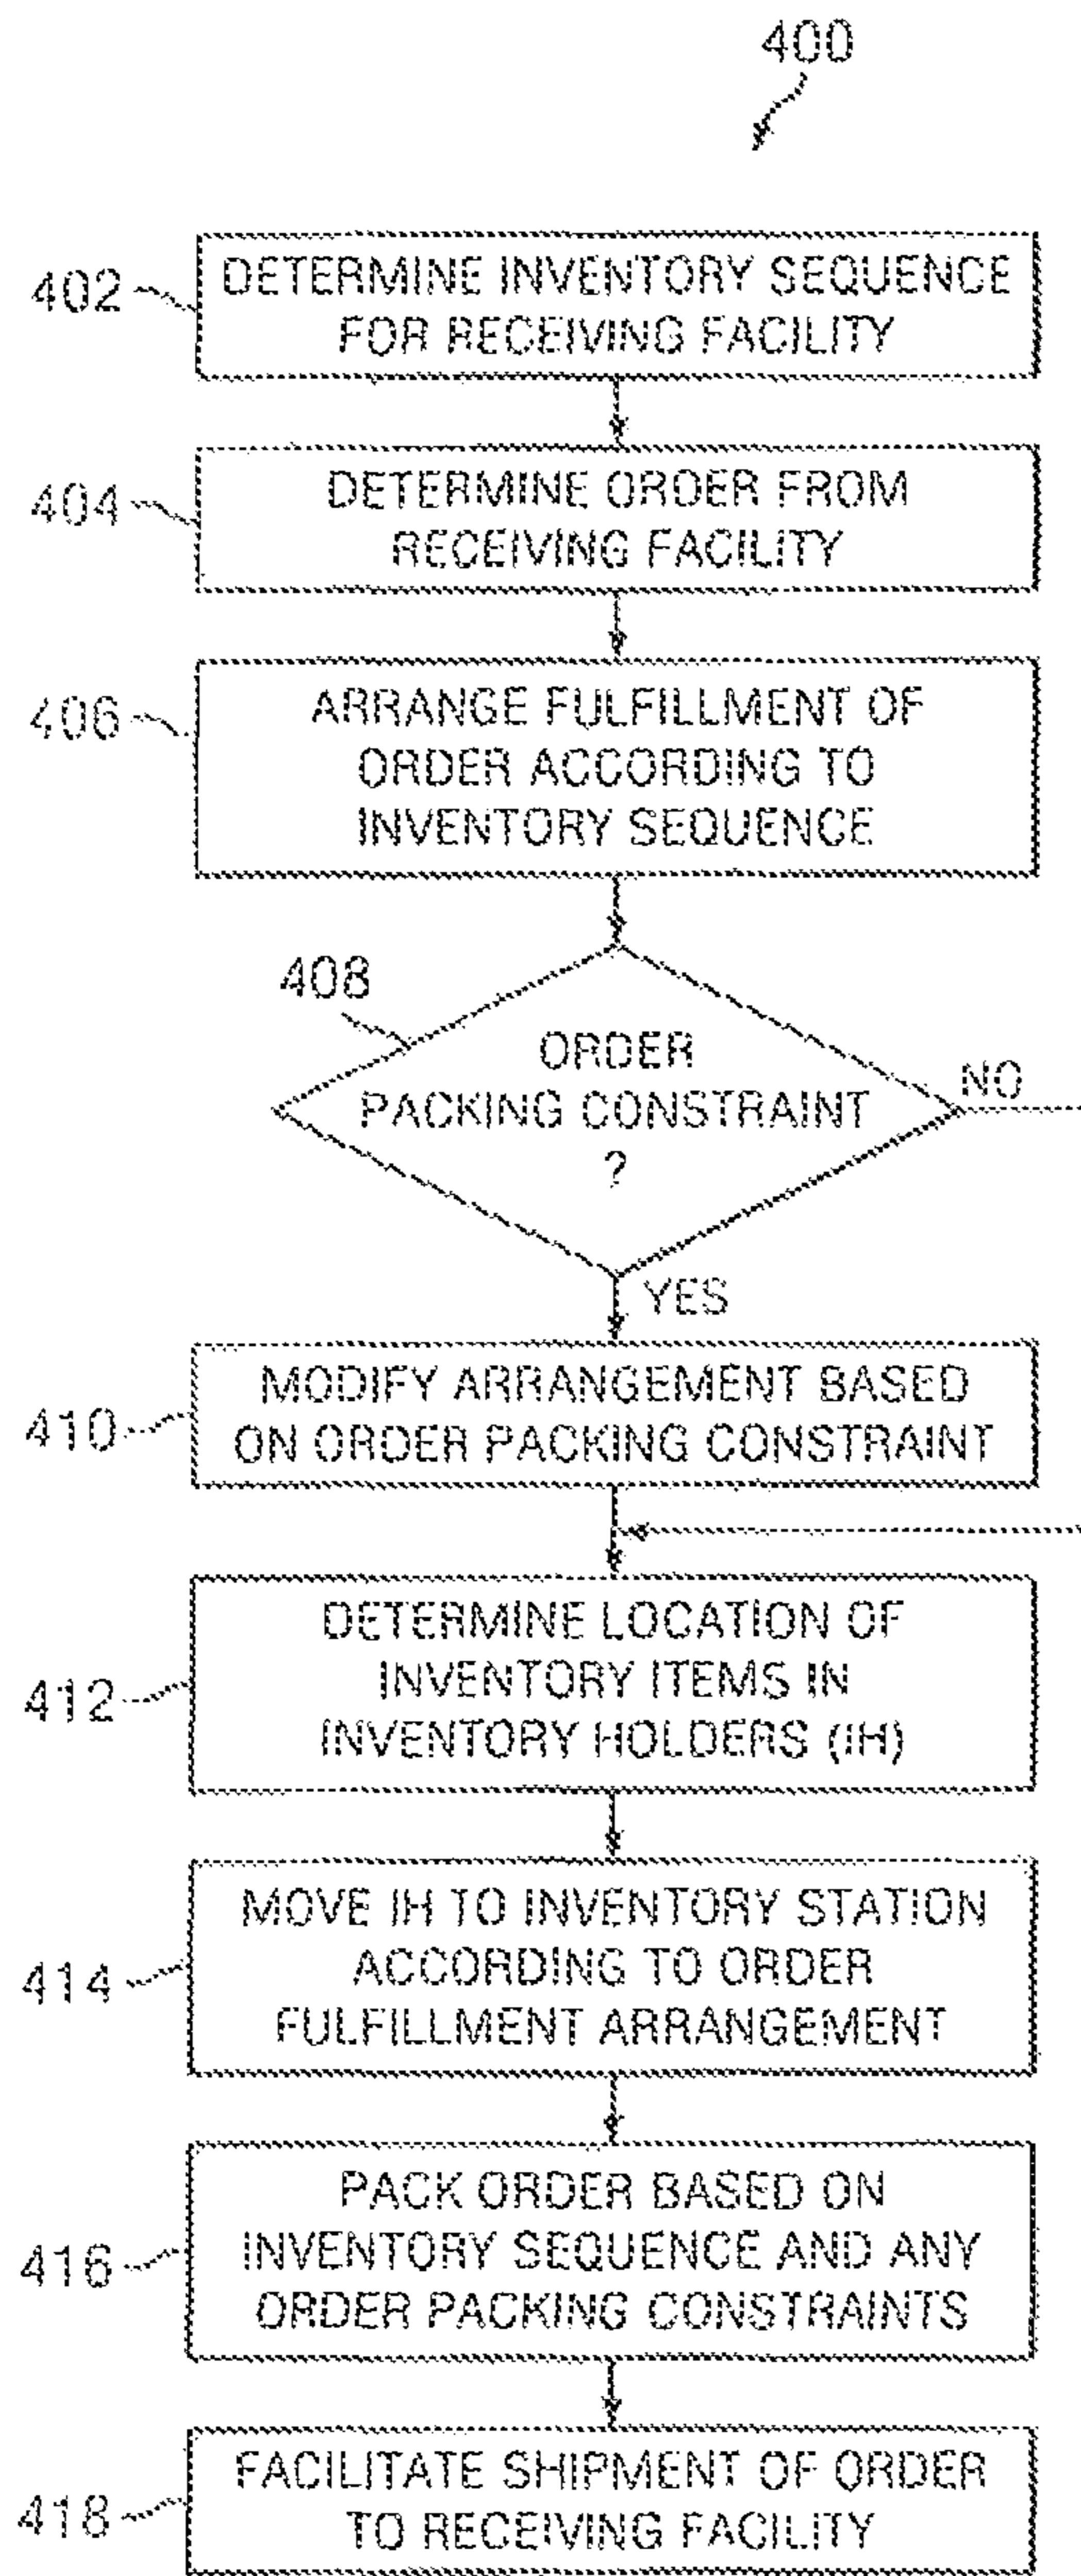 400
402
DETERMINE INVENTORY SEQUENCE
FOR RECEIVING FACILITY
404
DETERMINE ORDER FROM
RECEIVING FACILITY
406
ARRANGE FULFILLMENT OF
ORDER ACCORDING TO
INVENTORY SEQUENCE
408
ORDER
PACKING CONSTRAINT
?
NO
YES
410
MODIFY ARRANGEMENT BASED
ON ORDER PACKING CONSTRAINT
412
DETERMINE LOCATION OF
INVENTORY ITEMS IN
INVENTORY HOLDERS (IH)
414
MOVE IH TO INVENTORY STATION
ACCORDING TO ORDER
FULFILLMENT ARRANGEMENT
416
PACK ORDER BASED ON
INVENTORY SEQUENCE AND ANY
ORDER PACKING CONSTRAINTS
418
FACILITATE SHIPMENT OF ORDER
TO RECEIVING FACILITY